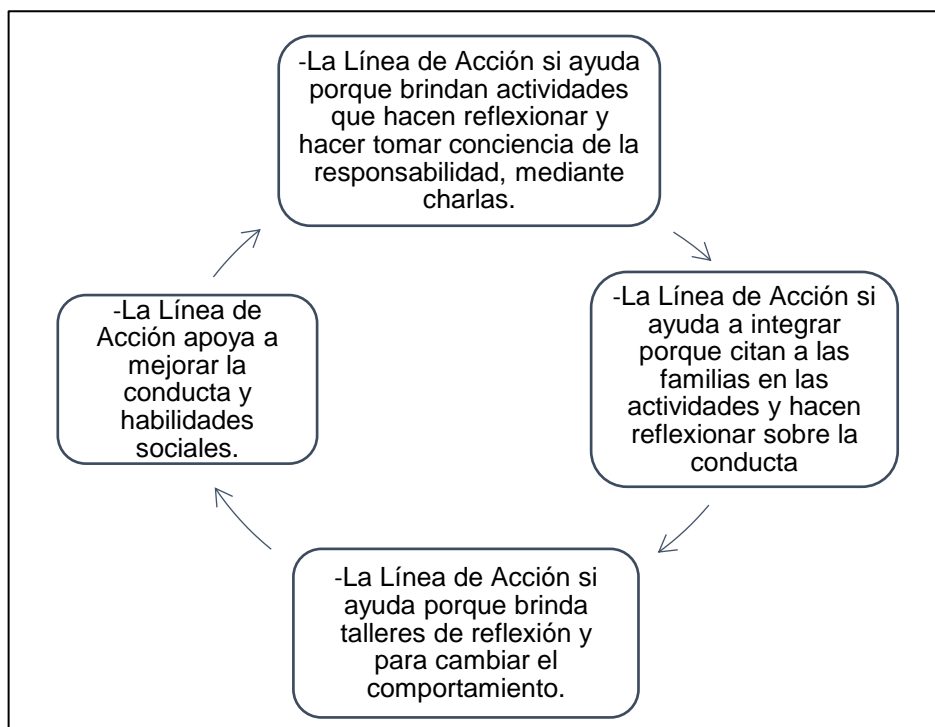 -La Línea de Acción si ayuda
porque brindan actividades
que hacen reflexionar y
hacer tomar conciencia de la
responsabilidad, mediante
charlas.
-La Línea de Acción si
ayuda a integrar
porque citan a las
familias en las
actividades y hacen
reflexionar sobre la
conducta
-La Línea de Acción si
ayuda porque brinda
talleres de reflexión y
para cambiar el
comportamiento.
-La Línea de
Acción apoya a
mejorar la
conducta y
habilidades
sociales.